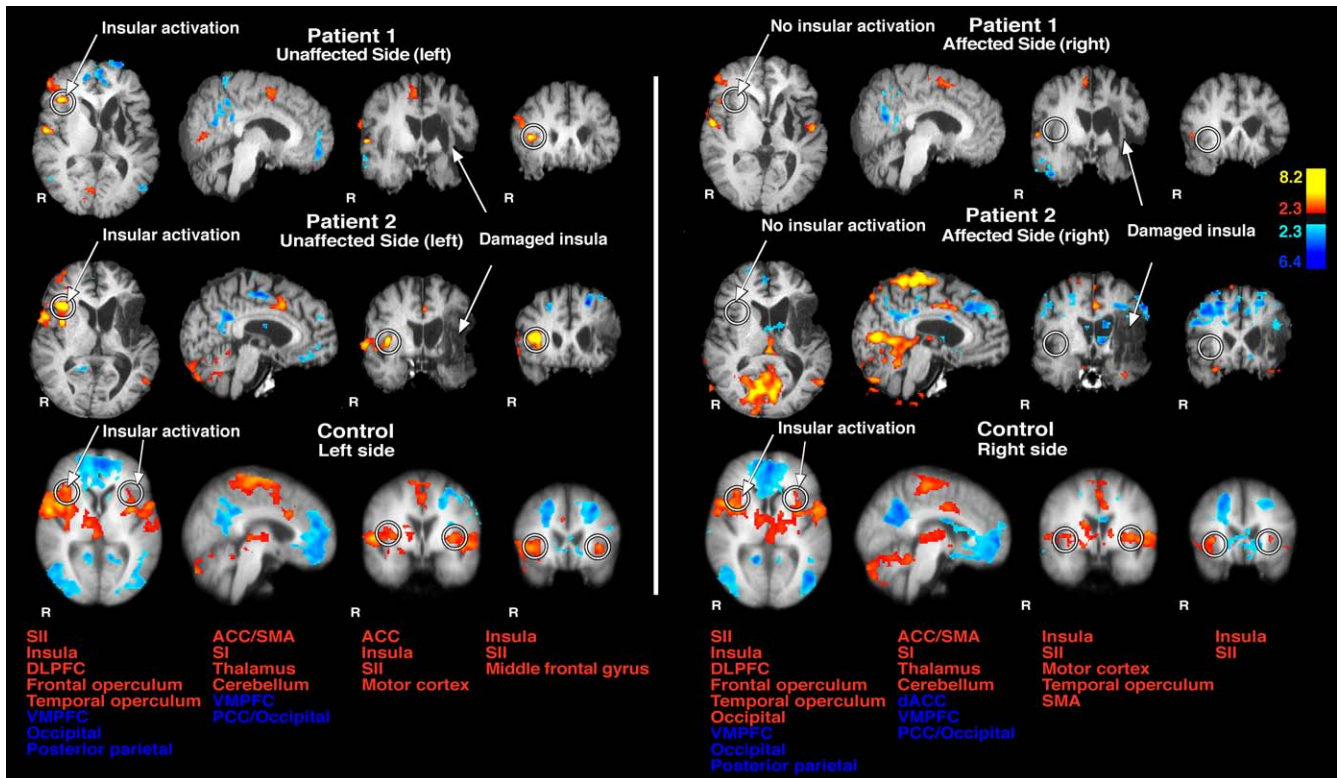 Insular activation
Patient 1
Unaffected Side (left)
R
R
R
Insular activation
Patient 2
Unaffected Side (left)
Damaged insula
R
R
R
Insular activation
Control
Left side
R
R
R
SII
Insula
DLPFC
Frontal operculum
Temporal operculum
VMPFC
Occipital
Posterior parietal
ACC/SMA
SI
Thalamus
Cerebellum
VMPFC
PCC/Occipital
ACC
Insula
SII
Motor cortex
Insula
SII
Middle frontal gyrus
No insular activation
Patient 1
Affected Side (right)
R
R
R
8.2
2.3
2.3
6.4
No insular activation
Patient 2
Affected Side (right)
Damaged insula
R
R
R
Insular activation
Control
Right side
R
R
R
SII
Insula
DLPFC
Frontal operculum
Temporal operculum
Occipital
VMPFC
Occipital
Posterior parietal
ACC/SMA
SI
Thalamus
Cerebellum
dACC
VMPFC
PCC/Occipital
Insula
SII
Motor cortex
Temporal operculum
SMA
Insula
SII